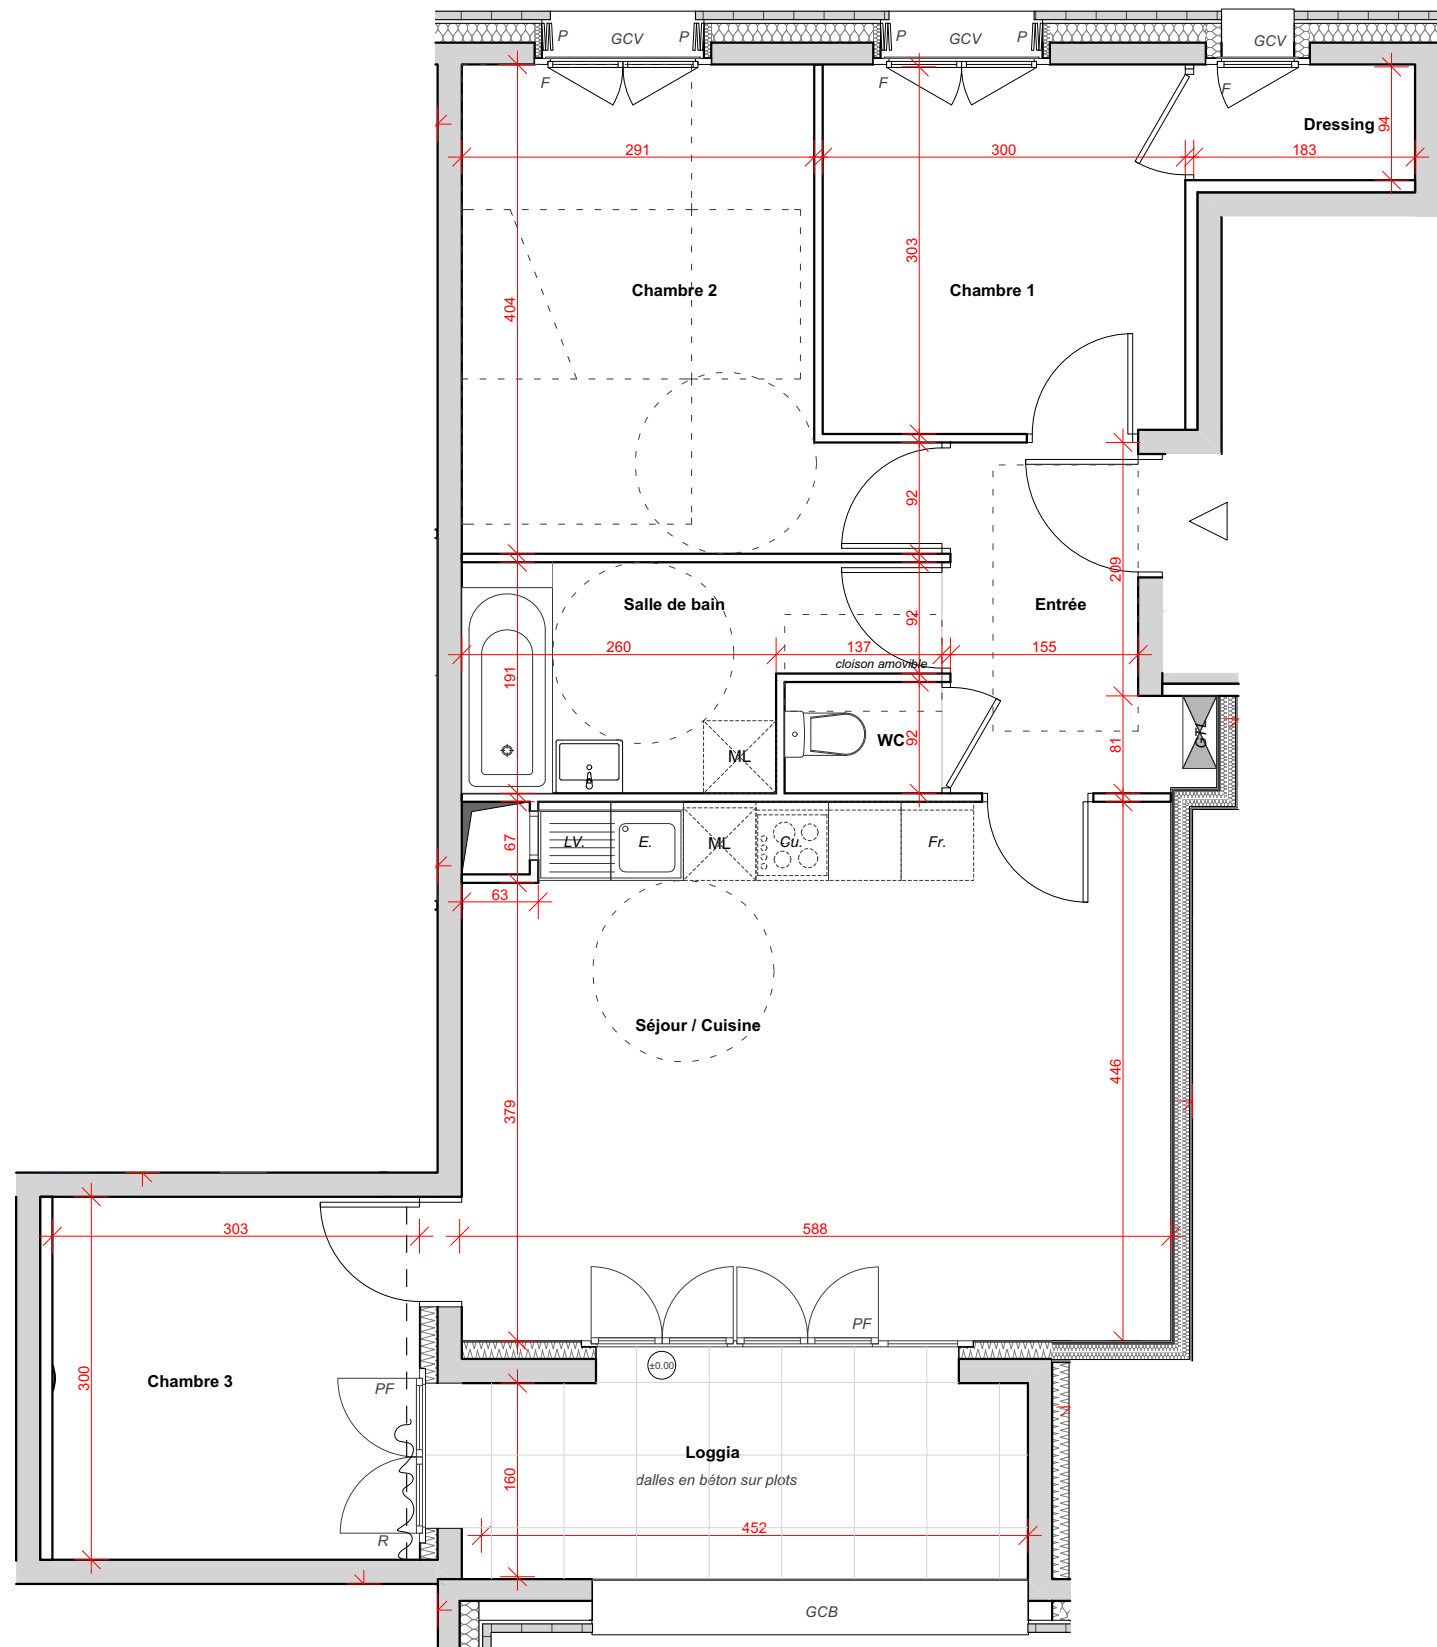 P
GCV
P
P
GCV
P
GCV
F
F
F
Dressing
94
291
300
183
303
Chambre 2
Chambre 1
404
92
209
Salle de bain
92
Entrée
260
137
155
cloison amovible
191
WC
92
81
GTL
ML
67
LV.
E.
ML
Cu.
Fr.
63
Séjour / Cuisine
446
379
303
588
PF
±0.00
300
Chambre 3
PF
Loggia
dalles en béton sur plots
160
452
R
GCB